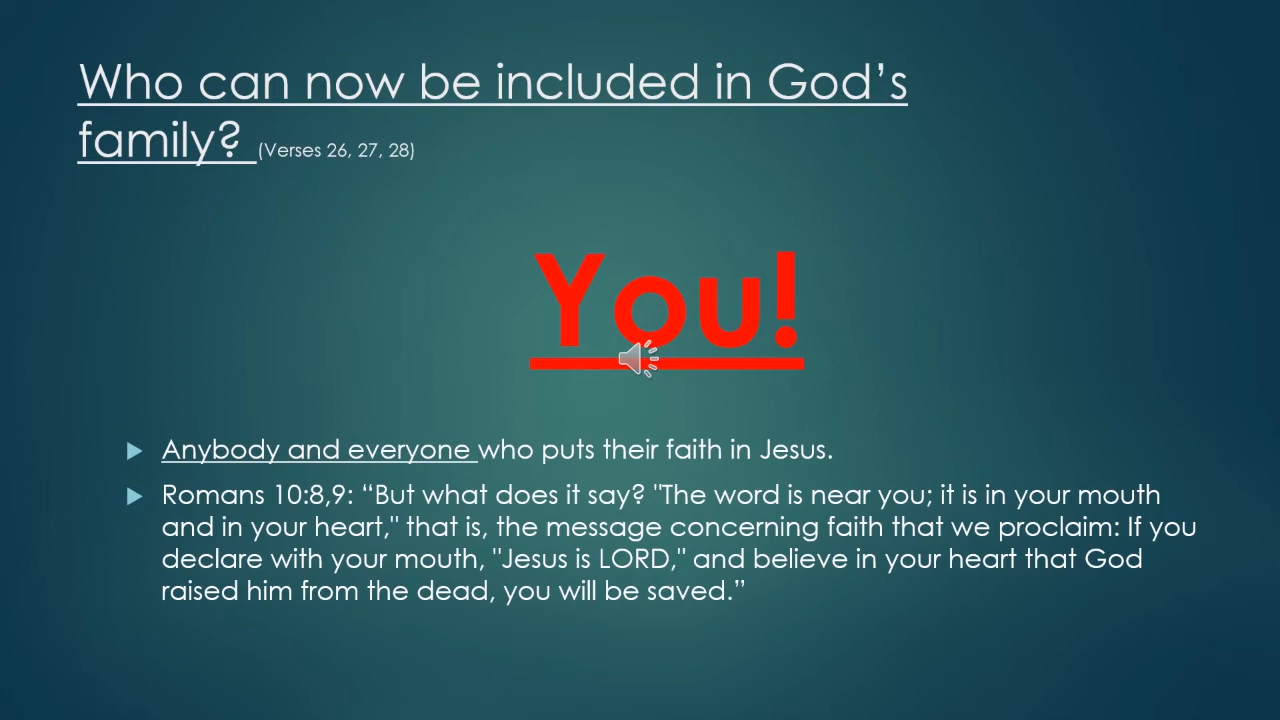 Who can now be included in God’s
family? (Verses 26, 27, 28)
You!
Anybody and everyone who puts their faith in Jesus.
Romans 10:8,9: “But what does it say? "The word is near you; it is in your mouth
and in your heart," that is, the message concerning faith that we proclaim: If you
declare with your mouth, "Jesus is LORD," and believe in your heart that God
raised him from the dead, you will be saved.”